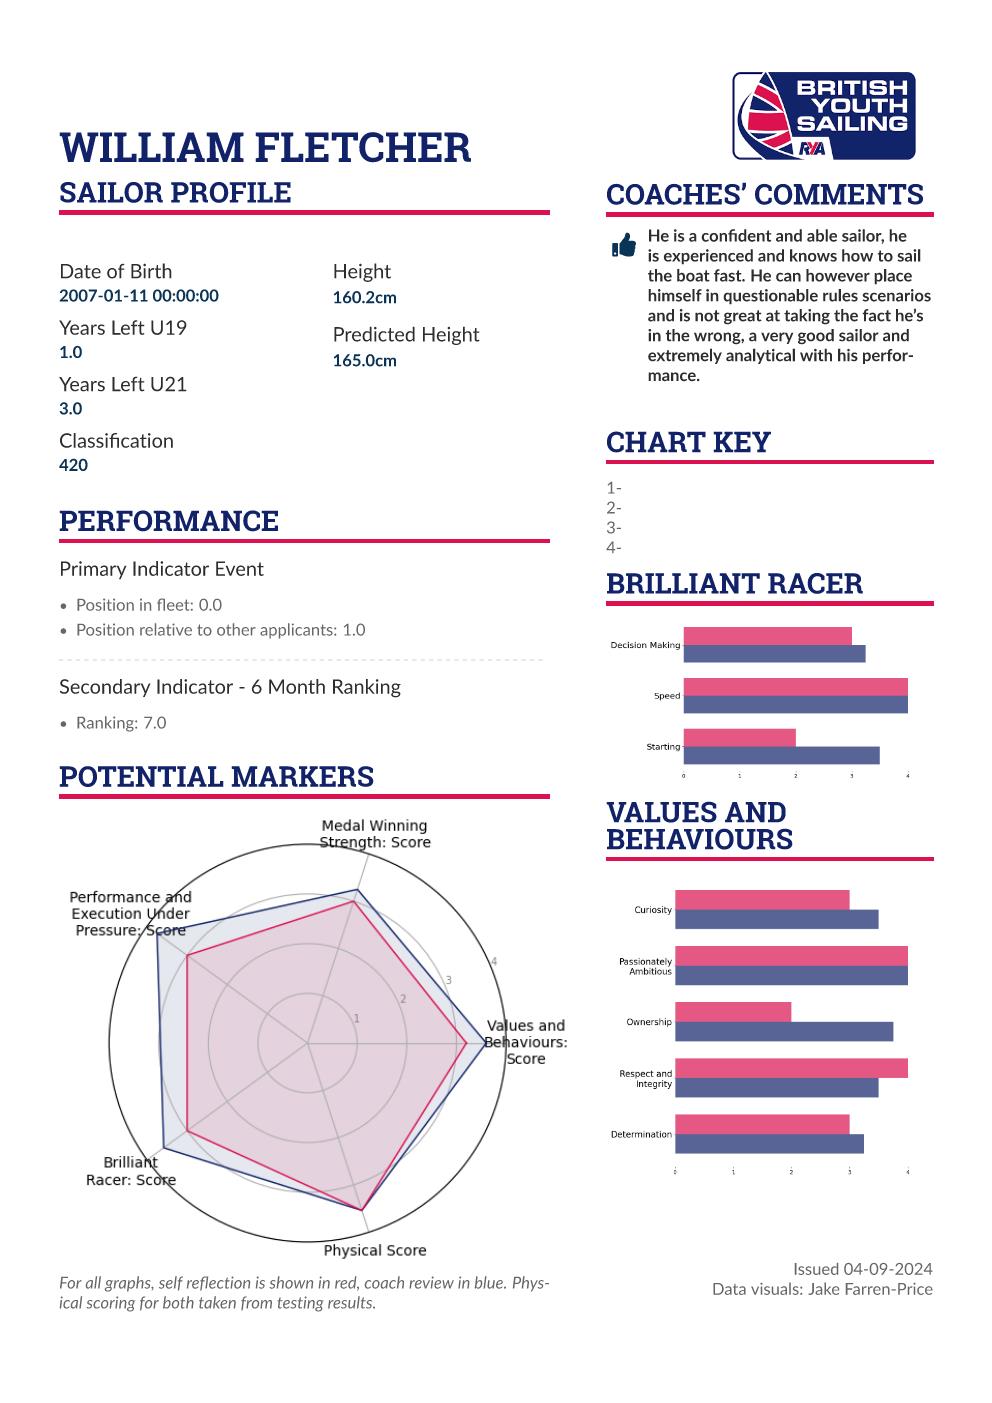 WILLIAM FLETCHER
SAILOR PROFILE
Date of Birth
2007-01-11 00:00:00
Years Left U19
1.0
Years Left U21
3.0
Classification
420
Height
160.2cm
Predicted Height
165.0cm
PERFORMANCE
Primary Indicator Event
• Position in fleet: 0.0
• Position relative to other applicants: 1.0
Secondary Indicator - 6 Month Ranking
• Ranking: 7.0
POTENTIAL MARKERS
Medal Winning
Strength: Score
Performance and
Execution Under
Pressure: Score
4
3
2
1
Values and
Behaviours:
Score
Brilliant
Racer: Score
Physical Score
For all graphs, self reflection is shown in red, coach review in blue. Phys-
ical scoring for both taken from testing results.
BRITISH
YOUTH
SAILING
RYA
COACHES' COMMENTS
He is a confident and able sailor, he
is experienced and knows how to sail
the boat fast. He can however place
himself in questionable rules scenarios
and is not great at taking the fact he's
in the wrong, a very good sailor and
extremely analytical with his perfor-
mance.
CHART KEY
1-
2-
3-
4-
BRILLIANT RACER
Decision Making
Speed
Starting
0 1 2 3 4
VALUES AND
BEHAVIOURS
Curiosity
Passionately
Ambitious
Ownership
Respect and
Integrity
Determination
0 1 2 3 4
Issued 04-09-2024
Data visuals: Jake Farren-Price